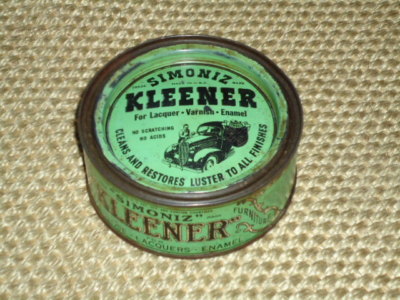 SIMONIZ
KLEENER
For Lacquer - Varnish - Enamel
NO SCRATCHING
NO ACIDS
CLEANS AND RESTORES LUSTER TO ALL FINISHES
SIMONIZ
KLEENER
FURNITURE
LACQUERS - ENAMEL